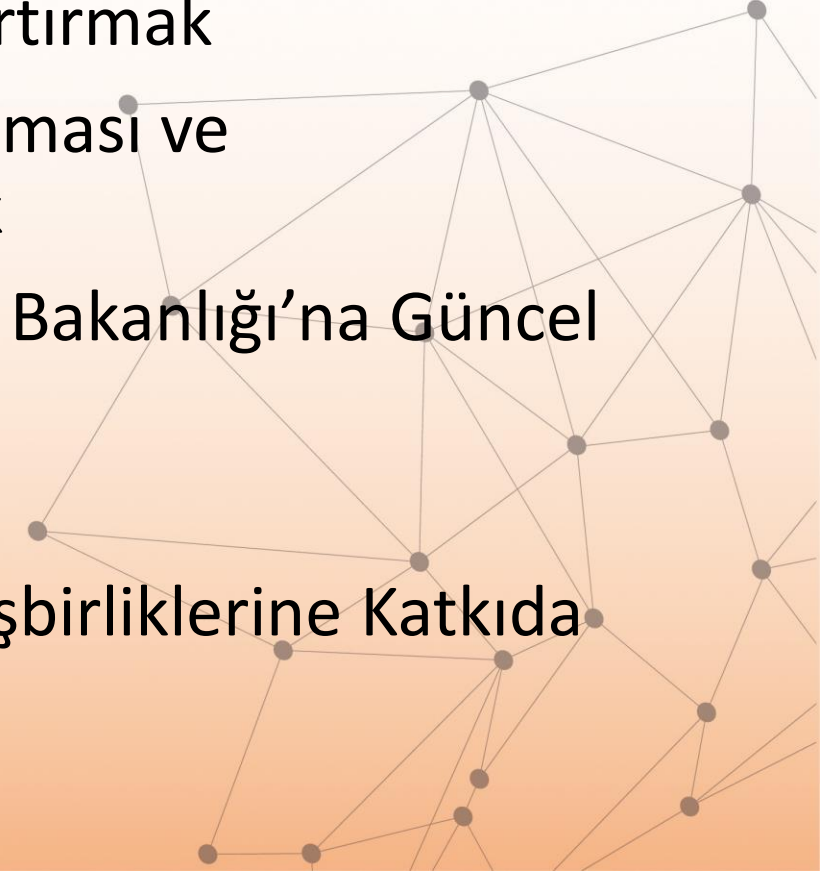 rtırmak
ması ve
k
Bakanlığı’na Güncel
şbirliklerine Katkıda